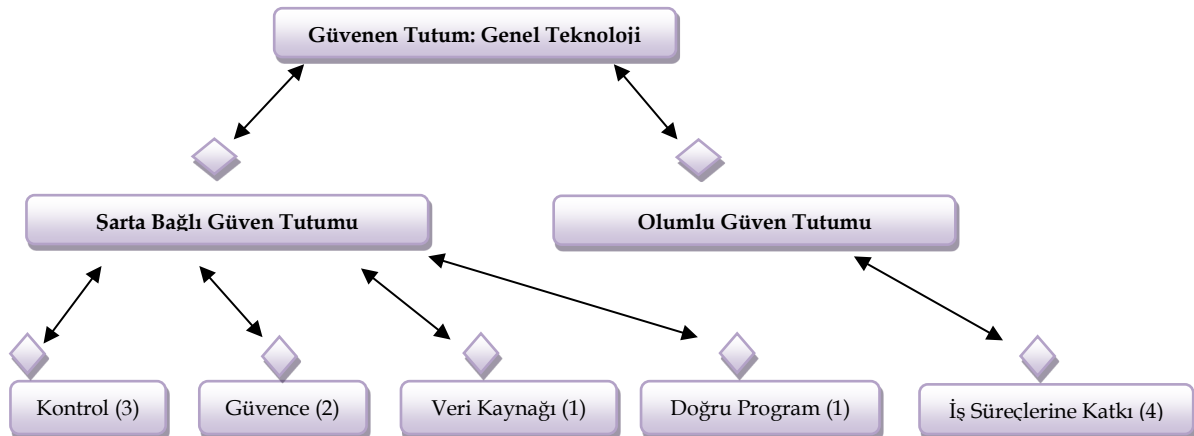 Güvenen Tutum: Genel Teknoloji
Şarta Bağlı Güven Tutumu
Olumlu Güven Tutumu
Kontrol (3)
Güvence (2)
Veri Kaynağı (1)
Doğru Program (1)
İş Süreçlerine Katkı (4)